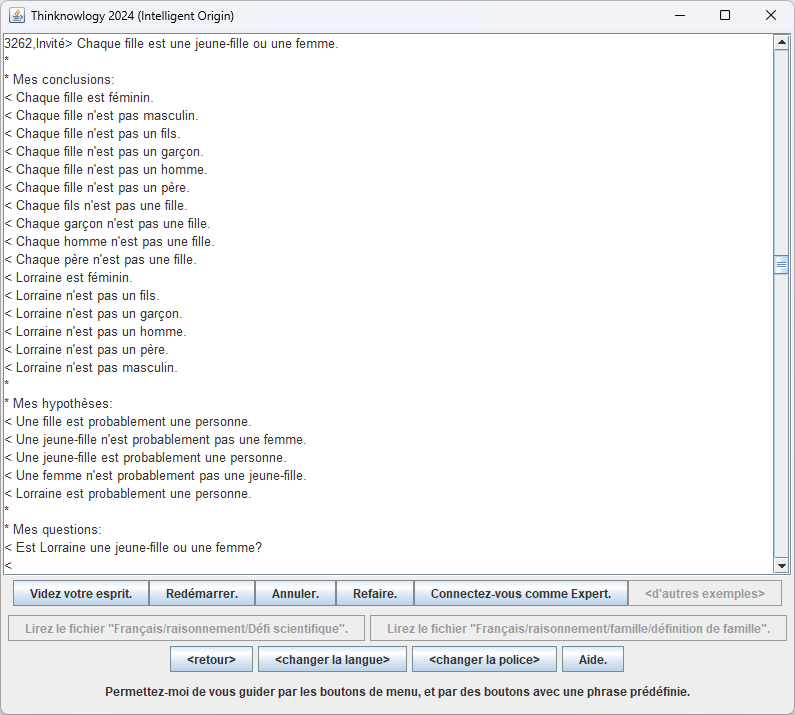 Thinknowlogy 2024 (Intelligent Origin)
3262,Invité> Chaque fille est une jeune-fille ou une femme.
*
* Mes conclusions:
< Chaque fille est féminin.
< Chaque fille n'est pas masculin.
< Chaque fille n'est pas un fils.
< Chaque fille n'est pas un garçon.
< Chaque fille n'est pas un homme.
< Chaque fille n'est pas un père.
< Chaque fils n'est pas une fille.
< Chaque garçon n'est pas une fille.
< Chaque homme n'est pas une fille.
< Chaque père n'est pas une fille.
< Lorraine est féminin.
< Lorraine n'est pas un fils.
< Lorraine n'est pas un garçon.
< Lorraine n'est pas un homme.
< Lorraine n'est pas un père.
< Lorraine n'est pas masculin.
*
* Mes hypothèses:
< Une fille est probablement une personne.
< Une jeune-fille n'est probablement pas une femme.
< Une jeune-fille est probablement une personne.
< Une femme n'est probablement pas une jeune-fille.
< Lorraine est probablement une personne.
*
* Mes questions:
< Est Lorraine une jeune-fille ou une femme?
<
Videz votre esprit. Redémarrer. Annuler. Refaire. Connectez-vous comme Expert. <d'autres exemples>
Lirez le fichier "Français/raisonnement/Défi scientifique". Lirez le fichier "Français/raisonnement/famille/définition de famille".
<retour> <changer la langue> <changer la police> Aide.
Permettez-moi de vous guider par les boutons de menu, et par des boutons avec une phrase prédéfinie.